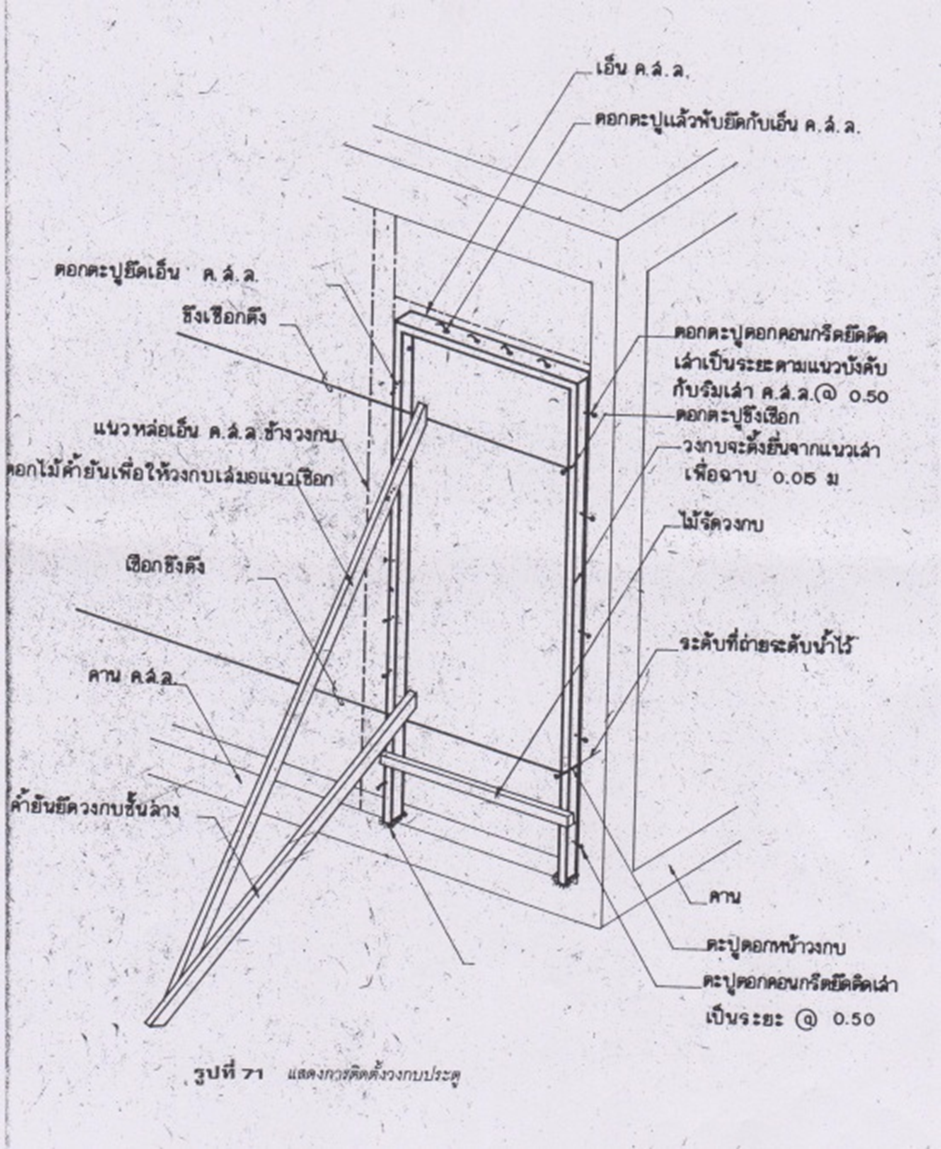 เอ็น ค.ส.ล.
ตอกตะปูแล้วพับยึดกับเอ็น ค.ส.ล.
ตอกตะปูยึดเอ็น ค.ส.ล.
ขึงเชือกตึง
ตอกตะปูตอกคอนกรีตยึดติด
เสาเป็นระยะตามแนวบังคับ
กับริมเสา ค.ส.ล.@ 0.50
ตอกตะปูขึงเชือก
แนวหล่อเอ็น ค.ส.ล.ข้างวงกบ
วงกบจะตั้งยื่นจากแนวเสา
เพื่อฉาบ 0.05 ม
ตอกไม้ค้ำยันเพื่อให้วงกบเสมอแนวเชือก
ไม้รัดวงกบ
เชือกขึงตึง
ระดับที่ถ่ายระดับน้ำไว้
คาน ค.ส.ล.
ค้ำยันยึดวงกบชั้นล่าง
คาน
ตะปูตอกหน้าวงกบ
ตะปูตอกคอนกรีตยึดติดเสา
เป็นระยะ @ 0.50
รูปที่ 71 แสดงการติดตั้งวงกบประตู